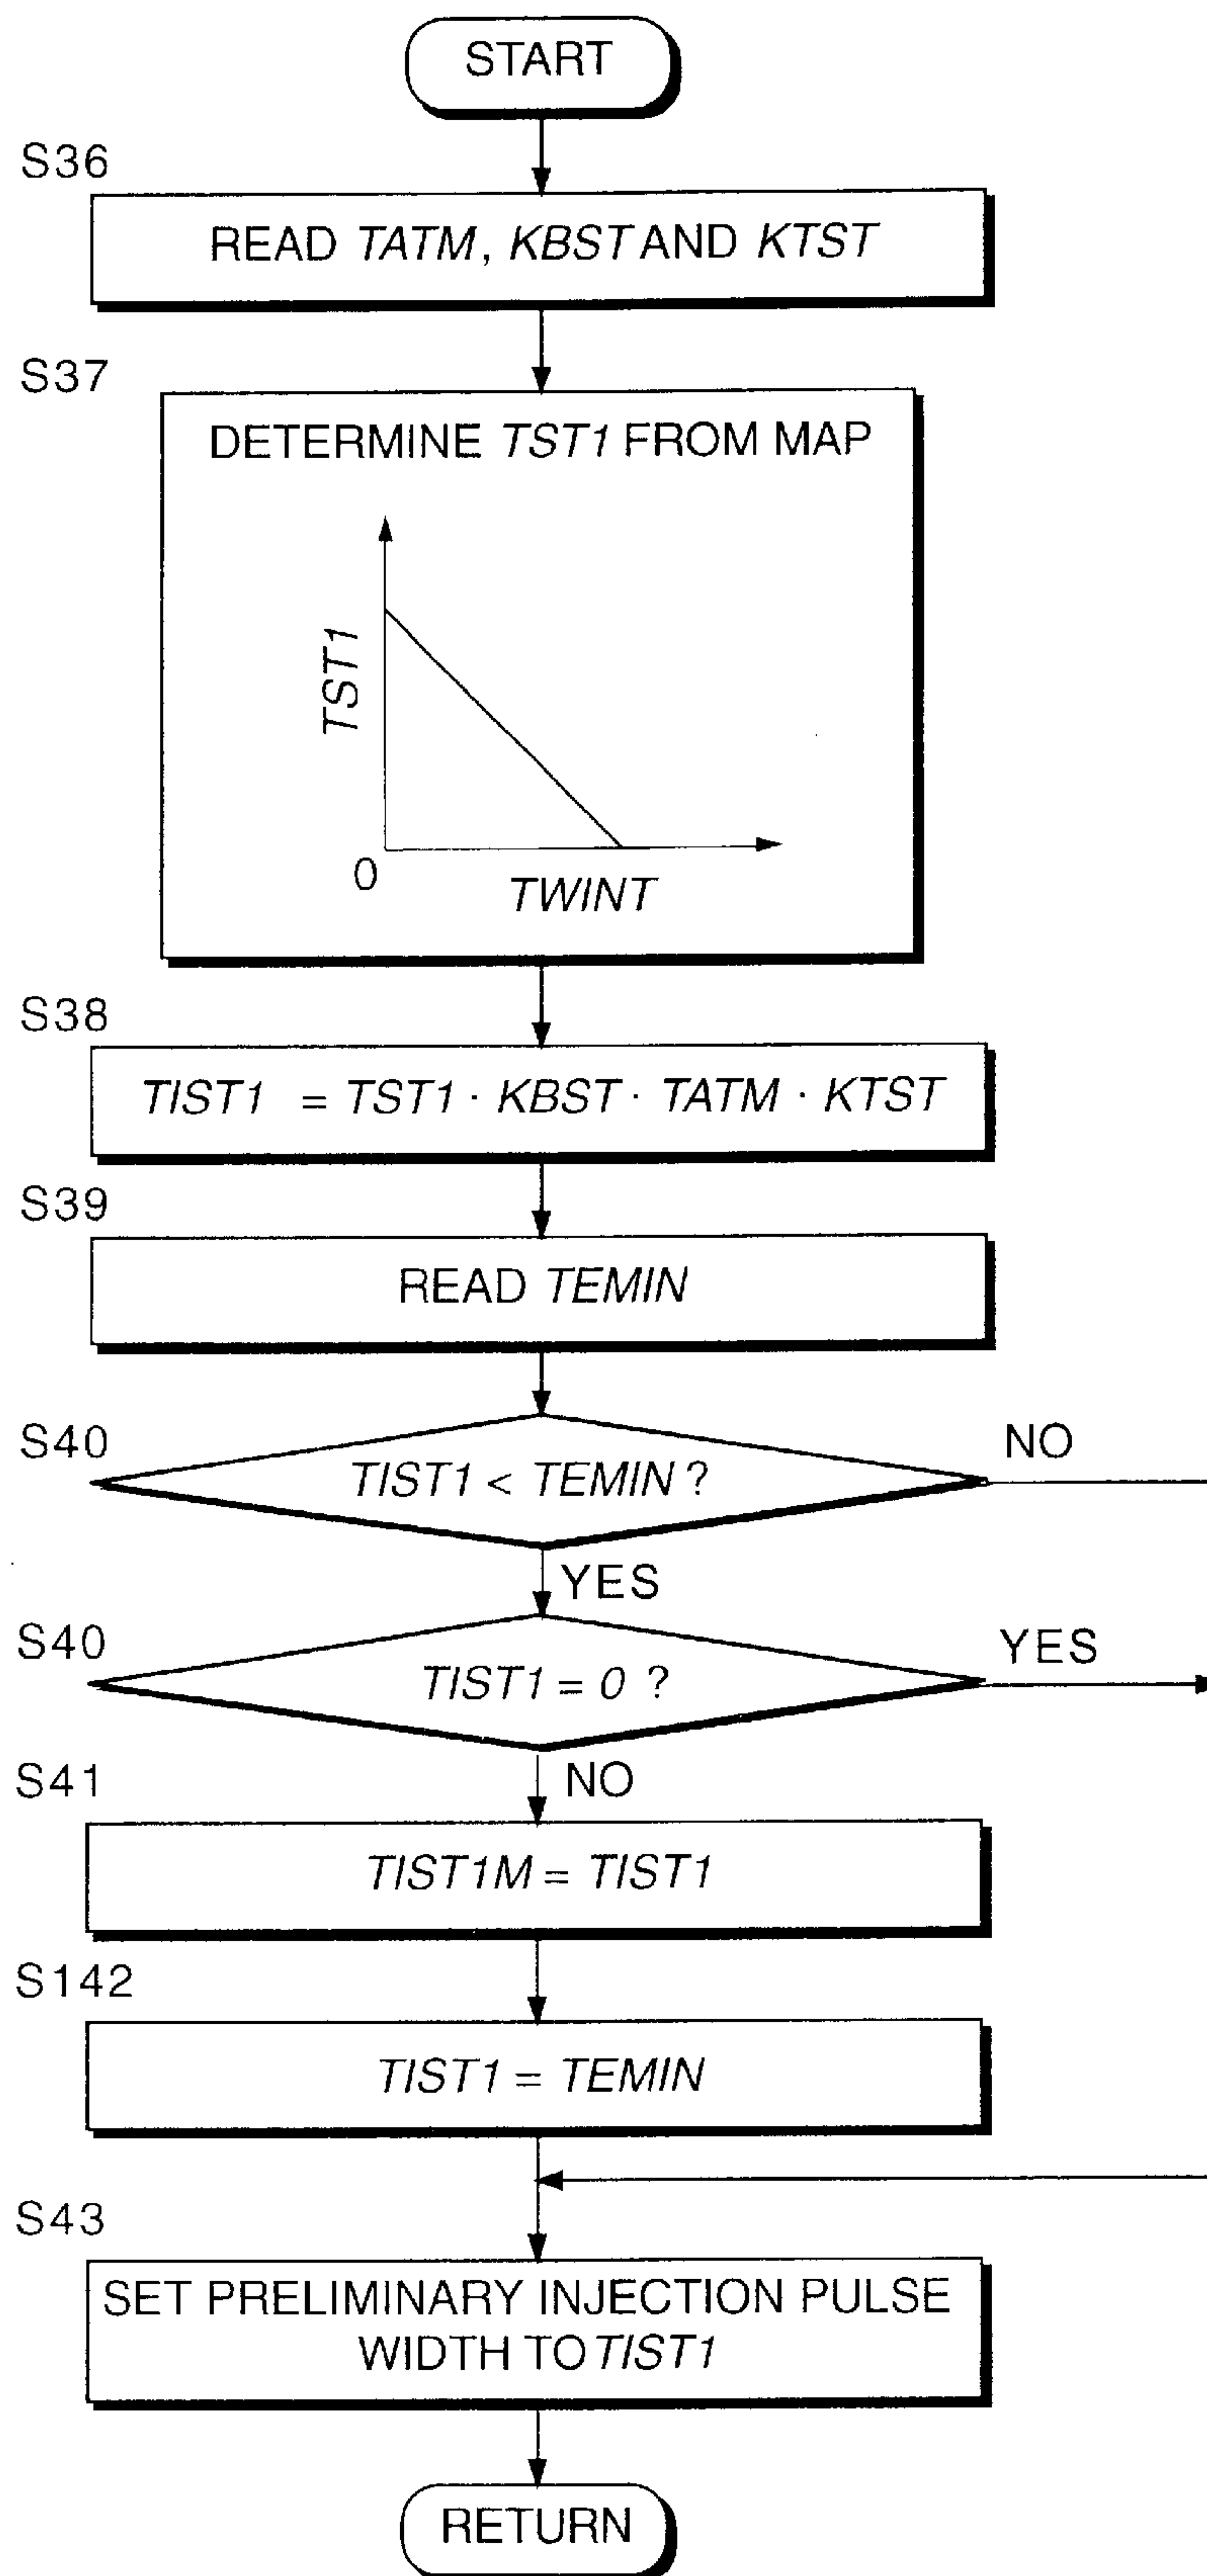 START
S36
READ TATM, KBST AND KTST
S37
DETERMINE TST1 FROM MAP
TST1
0
TWINT
S38
TIST1 = TST1 · KBST · TATM · KTST
S39
READ TEMIN
S40
NO
TIST1 < TEMIN ?
YES
S40
YES
TIST1 = 0 ?
S41
NO
TIST1M = TIST1
S142
TIST1 = TEMIN
S43
SET PRELIMINARY INJECTION PULSE
WIDTH TO TIST1
RETURN